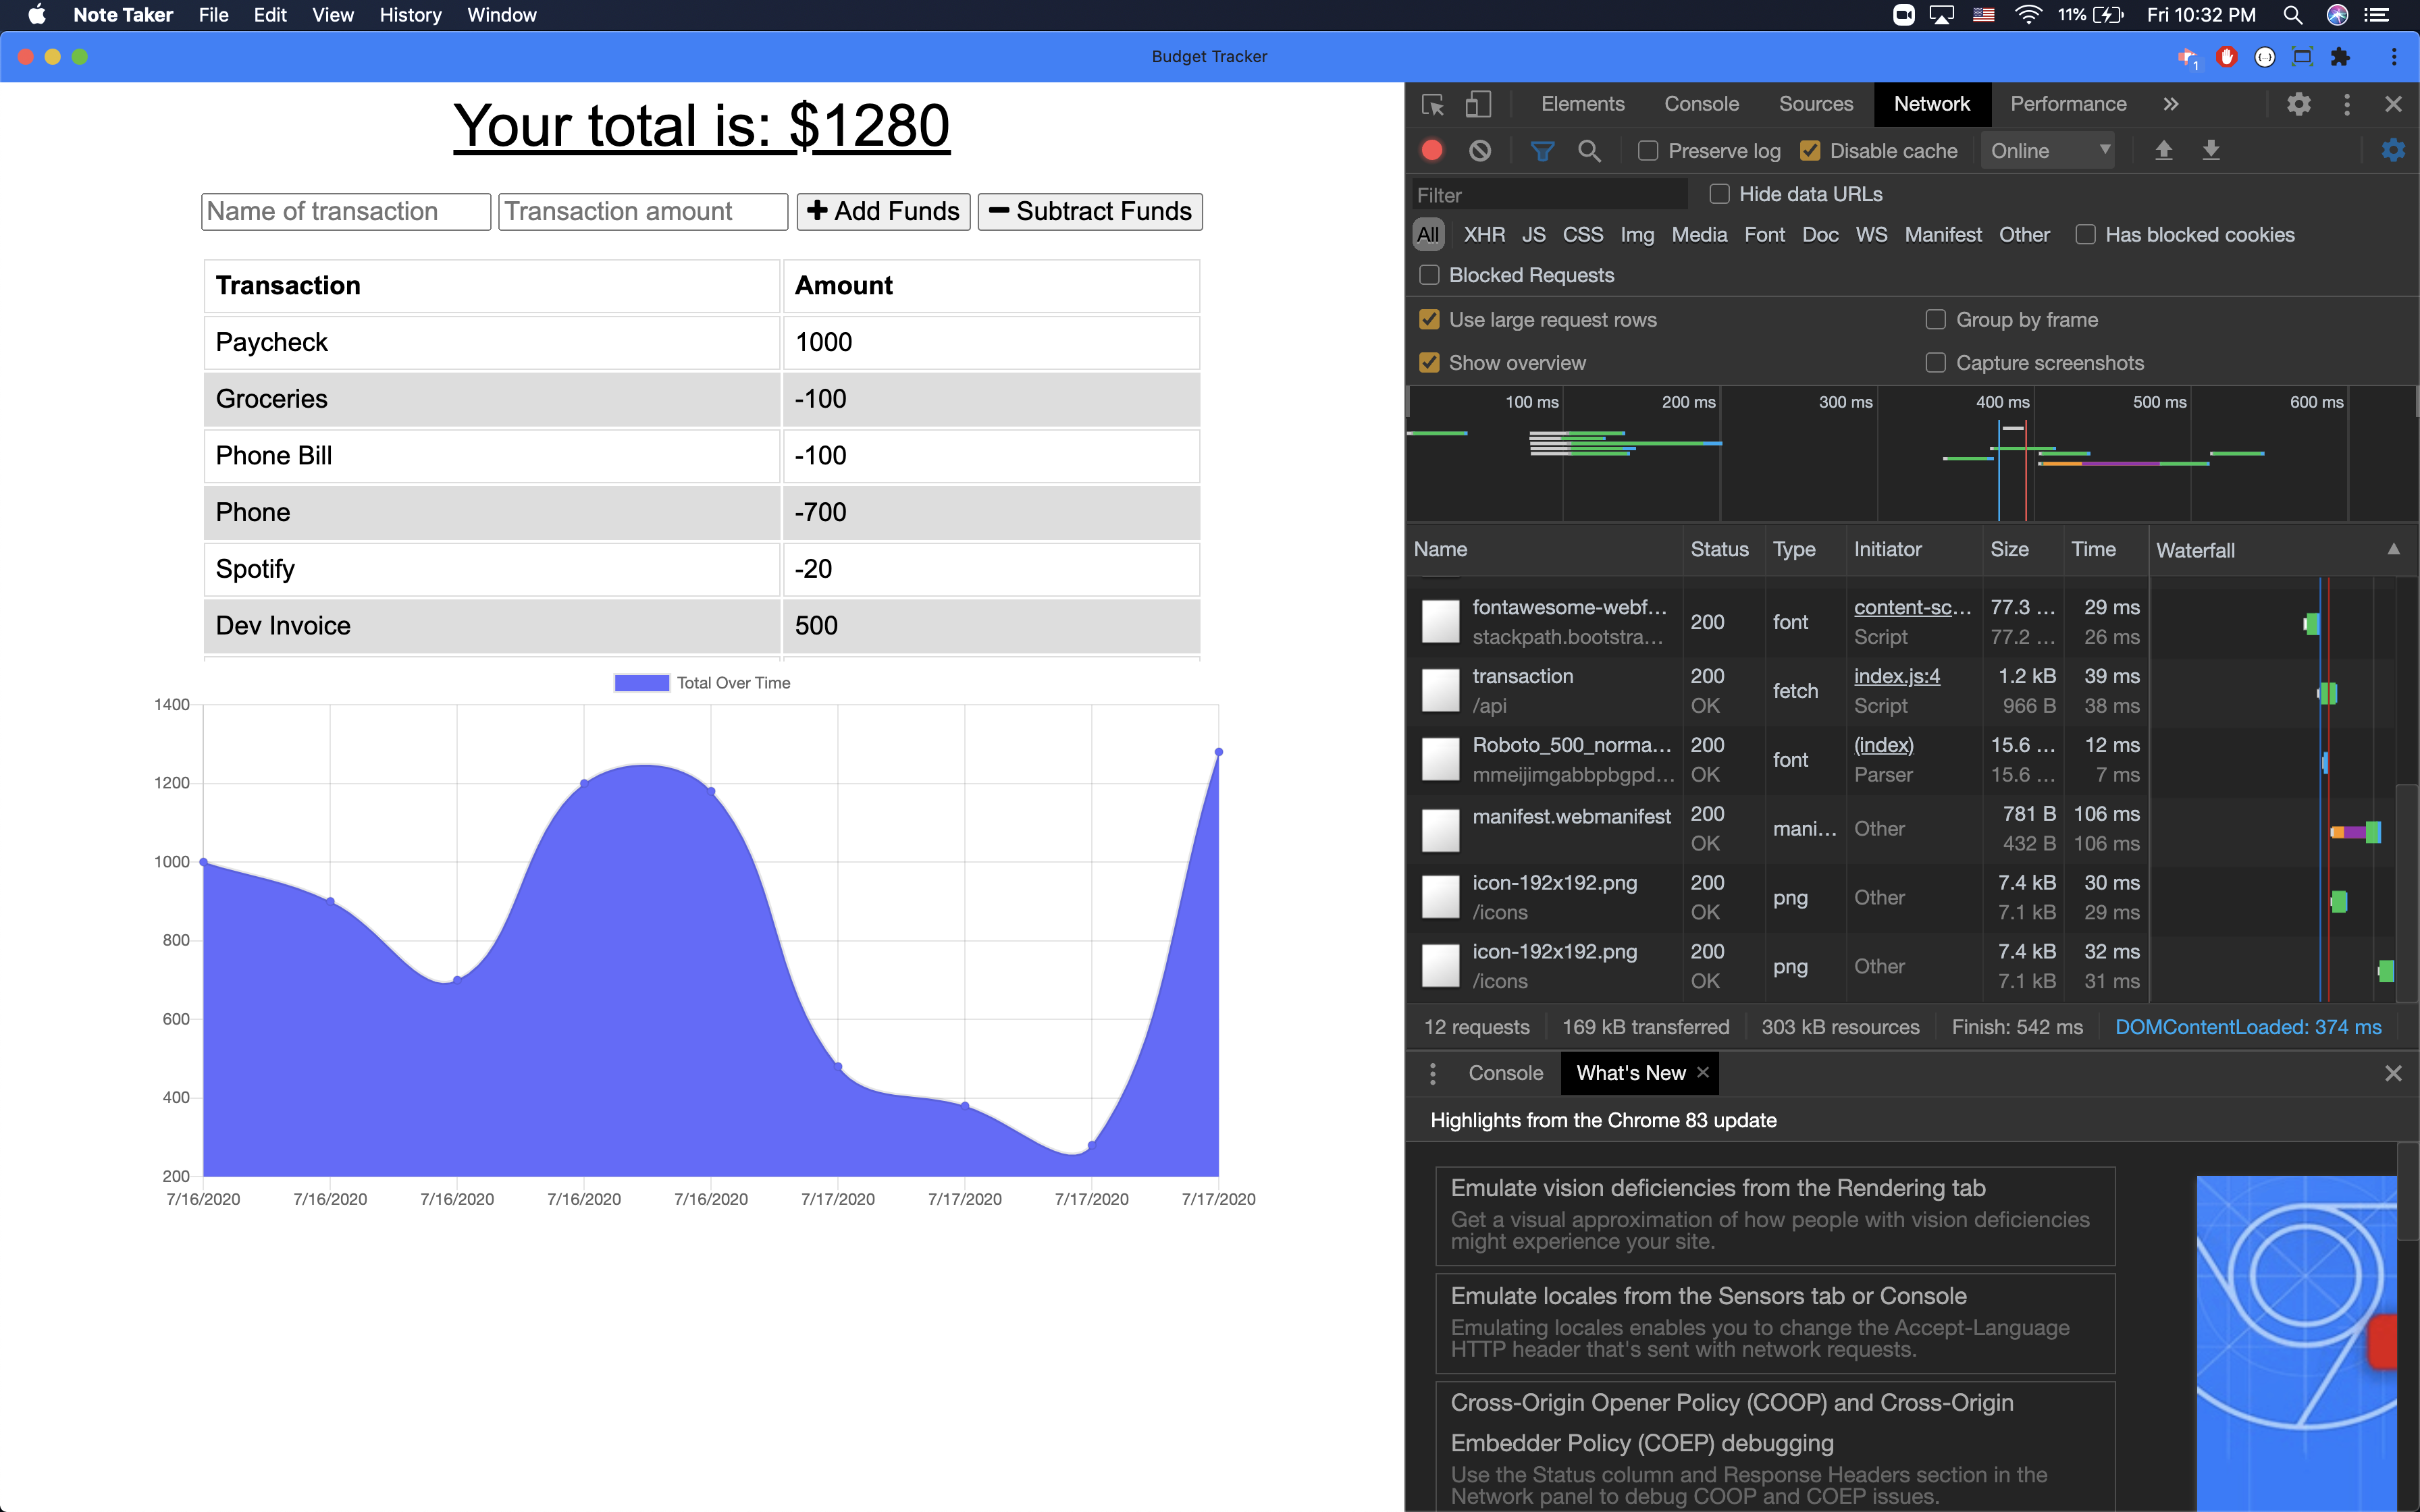 Note Taker File Edit View History Window 11% Fri 10:32 PM
Budget Tracker
1
Your total is: $1280
Name of transaction Transaction amount Add Funds Subtract Funds
Transaction Amount
Paycheck 1000
Groceries -100
Phone Bill -100
Phone -700
Spotify -20
Dev Invoice 500
Total Over Time
1400
1200
1000
800
600
400
200
7/16/2020 7/16/2020 7/16/2020 7/16/2020 7/16/2020 7/17/2020 7/17/2020 7/17/2020 7/17/2020
Elements Console Sources Network Performance »
Preserve log Disable cache Online
Filter Hide data URLs
All XHR JS CSS Img Media Font Doc WS Manifest Other Has blocked cookies
Blocked Requests
Use large request rows Group by frame
Show overview Capture screenshots
100 ms 200 ms 300 ms 400 ms 500 ms 600 ms
Name Status Type Initiator Size Time Waterfall
fontawesome-webf… 200 font content-sc… 77.3 … 29 ms
stackpath.bootstra… Script 77.2 … 26 ms
transaction 200 fetch index.js:4 1.2 kB 39 ms
/api OK Script 966 B 38 ms
Roboto_500_norma… 200 font (index) 15.6 … 12 ms
mmeijimgabbpbgpd… OK Parser 15.6 … 7 ms
manifest.webmanifest 200 mani… Other 781 B 106 ms
OK 432 B 106 ms
icon-192x192.png 200 png Other 7.4 kB 30 ms
/icons OK 7.1 kB 29 ms
icon-192x192.png 200 png Other 7.4 kB 32 ms
/icons OK 7.1 kB 31 ms
12 requests 169 kB transferred 303 kB resources Finish: 542 ms DOMContentLoaded: 374 ms
Console What's New
Highlights from the Chrome 83 update
Emulate vision deficiencies from the Rendering tab
Get a visual approximation of how people with vision deficiencies
might experience your site.
Emulate locales from the Sensors tab or Console
Emulating locales enables you to change the Accept-Language
HTTP header that's sent with network requests.
Cross-Origin Opener Policy (COOP) and Cross-Origin
Embedder Policy (COEP) debugging
Use the Status column and Response Headers section in the
Network panel to debug COOP and COEP issues.